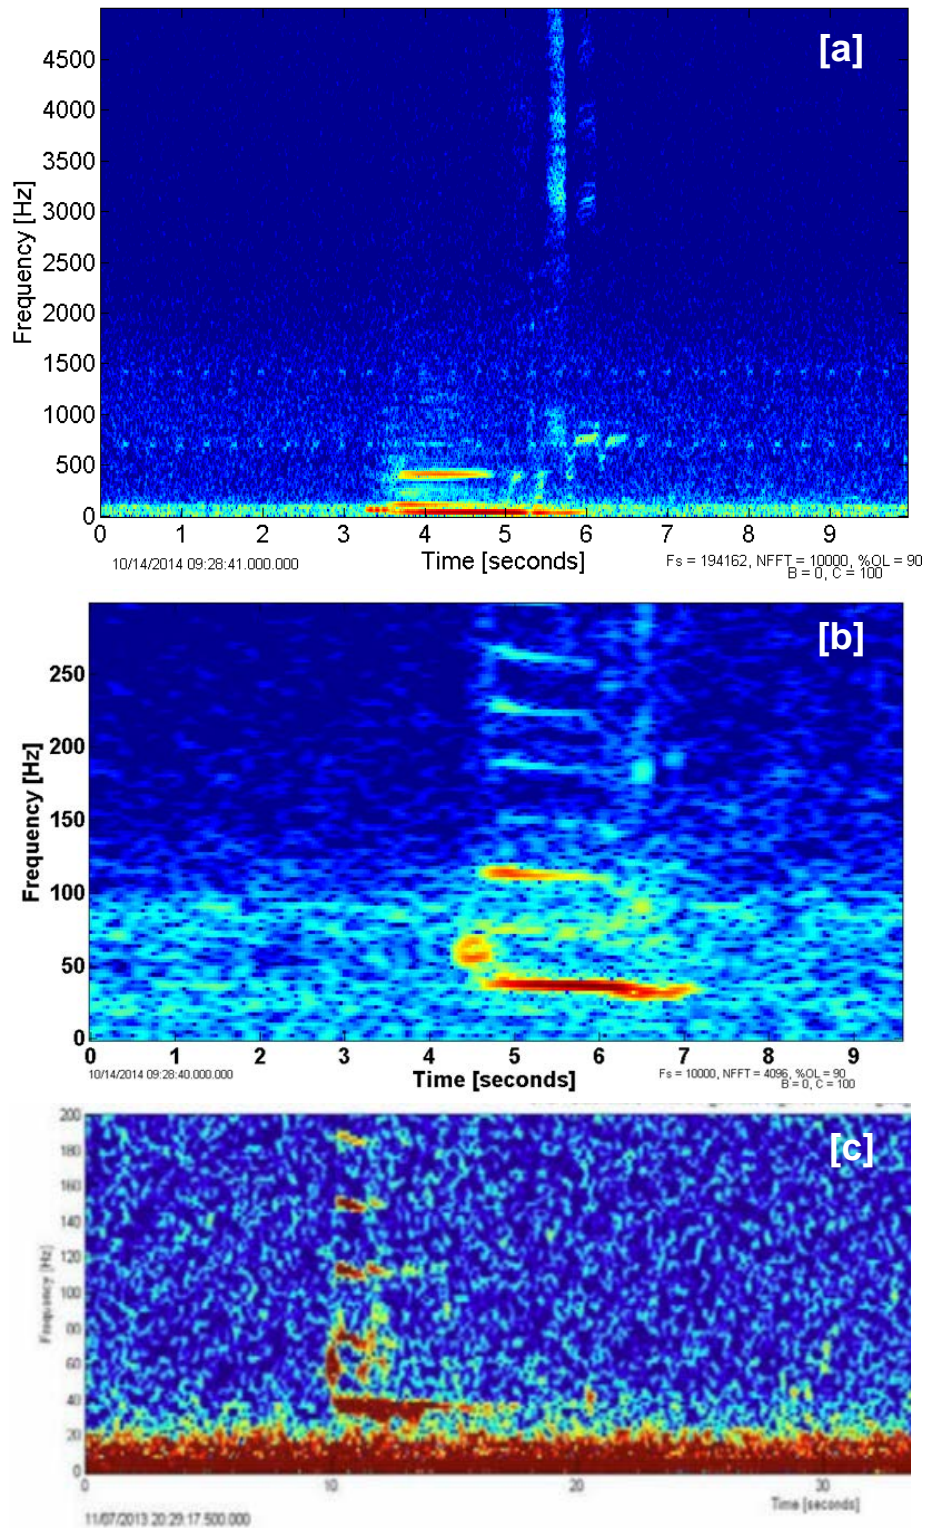 [a]
4500
4000
3500
3000
2500
2000
1500
1000
500
0
Frequency [Hz]
0 1 2 3 4 5 6 7 8 9
Time [seconds]
10/14/2014 09:28:41.000.000
Fs = 194162, NFFT = 10000, %OL = 90
B = 0, C = 100
[b]
250
200
150
100
50
0
Frequency [Hz]
0 1 2 3 4 5 6 7 8 9
Time [seconds]
10/14/2014 09:28:40.000.000
Fs = 10000, NFFT = 4096, %OL = 90
B = 0, C = 100
[c]
200
180
160
140
120
100
80
60
40
20
0
Frequency [Hz]
0 10 20 30
Time [seconds]
11/07/2013 20:29:17.500.000